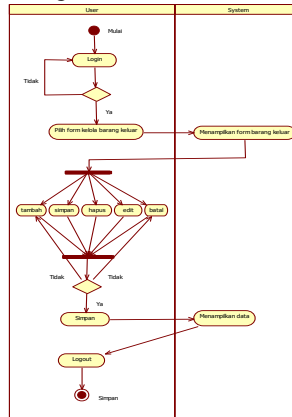 User
System
Mulai
Login
Tidak
Ya
Pilih form kelola barang keluar
Menampilkan form barang keluar
tambah
simpan
hapus
edit
batal
Tidak
Tidak
Ya
Simpan
Menampilkan data
Logout
Simpan